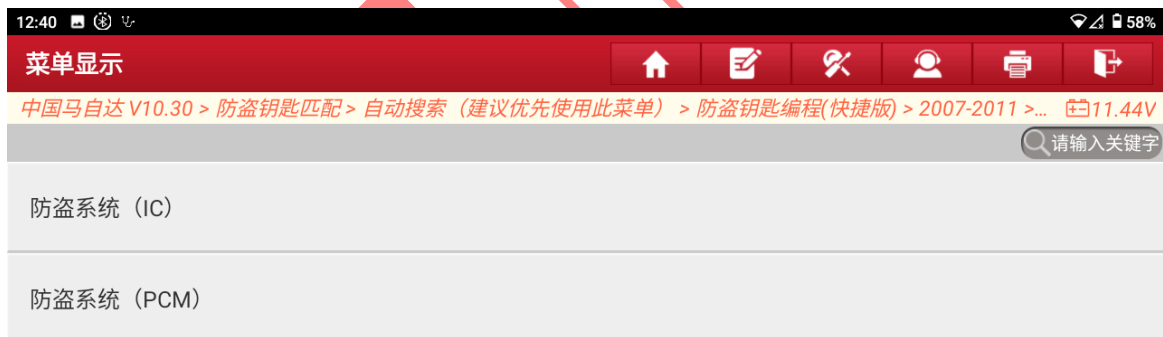 12:40 58%
菜单显示
中国马自达 V10.30 > 防盗钥匙匹配 > 自动搜索（建议优先使用此菜单） > 防盗钥匙编程(快捷版) > 2007-2011 >... 11.44V
请输入关键字
防盗系统（IC）
防盗系统（PCM）